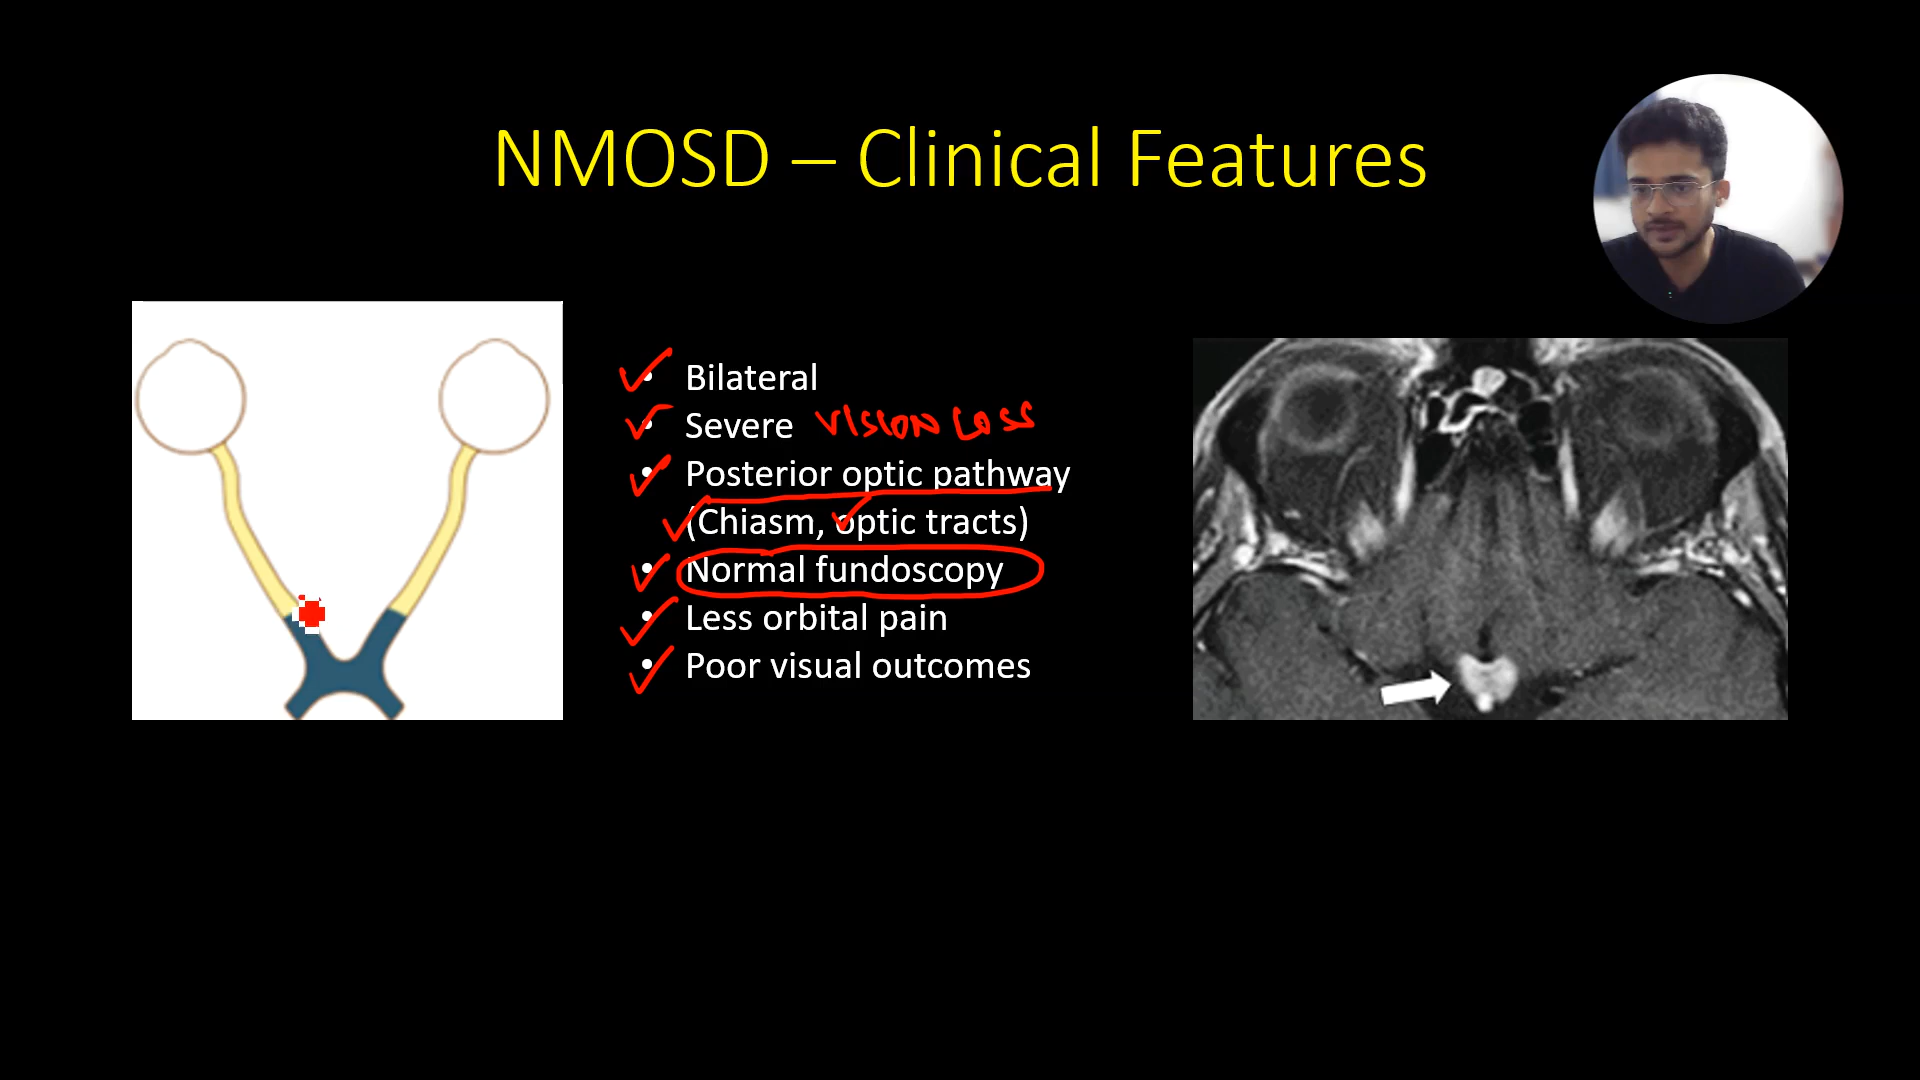 NMOSD – Clinical Features
• Bilateral
• Severe vision loss
• Posterior optic pathway
(Chiasm, optic tracts)
• Normal fundoscopy
• Less orbital pain
• Poor visual outcomes